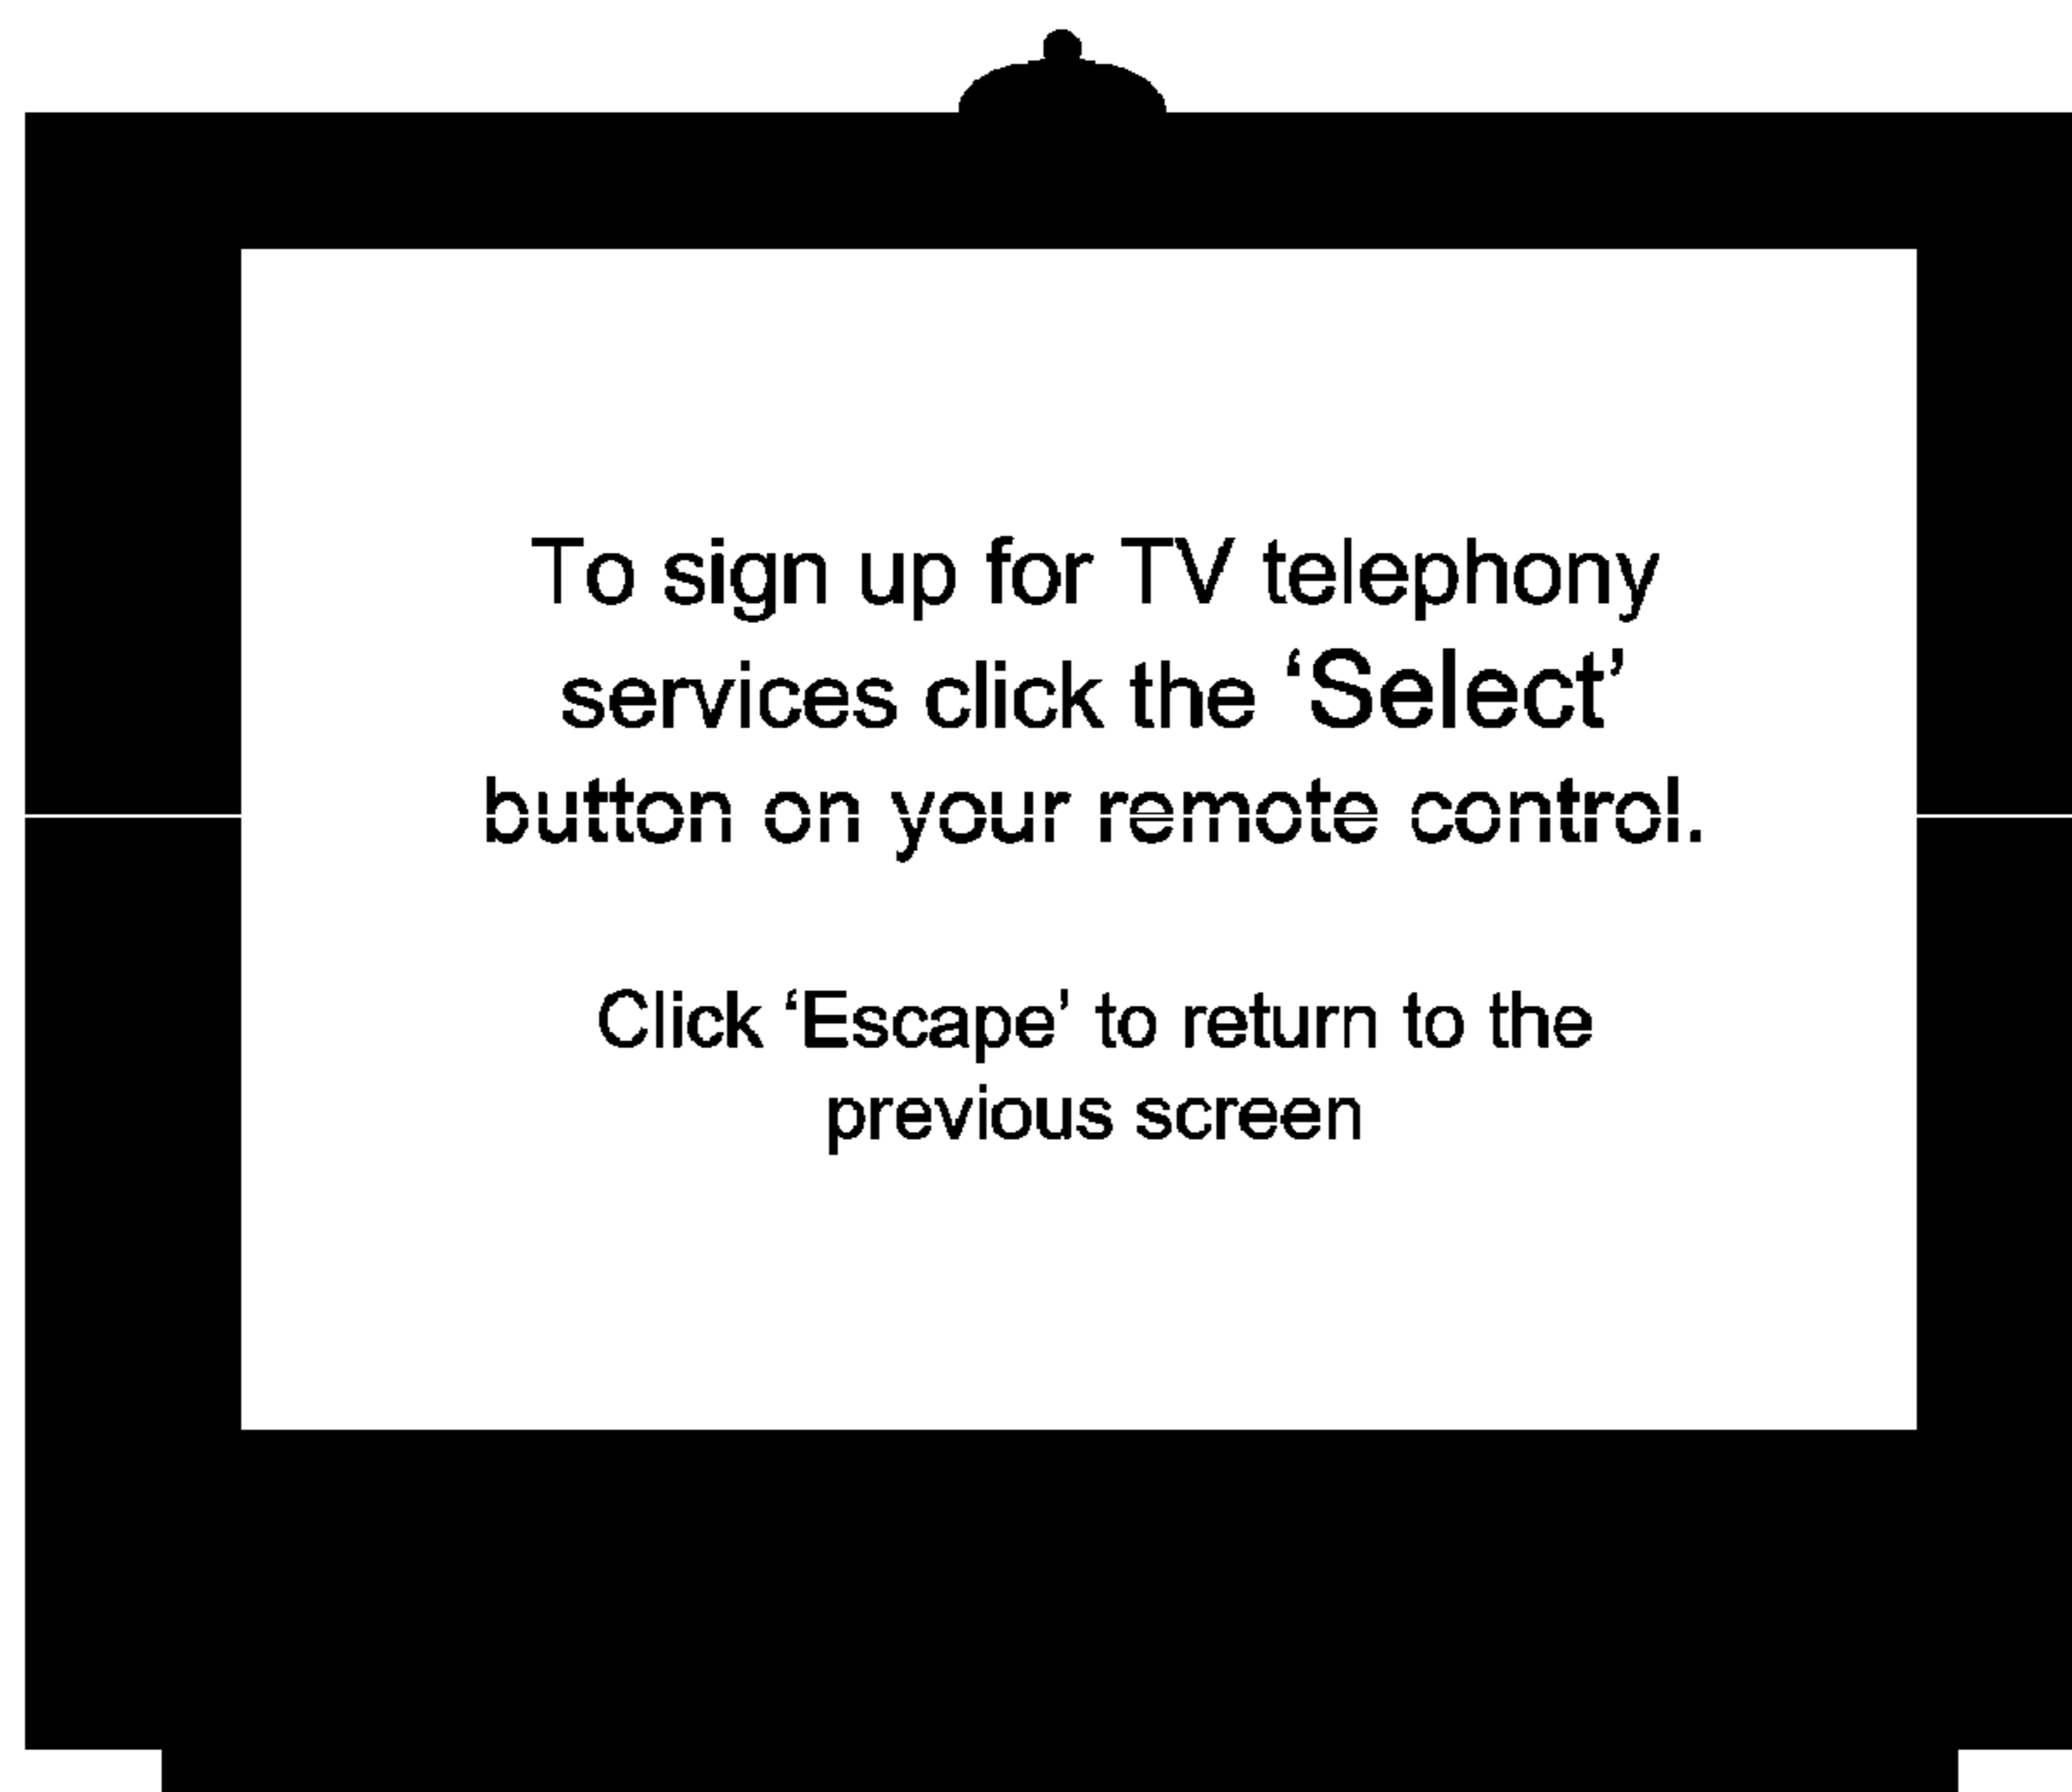 To sign up for TV telephony
services click the ‘Select’
button on your remote control.
Click ‘Escape’ to return to the
previous screen